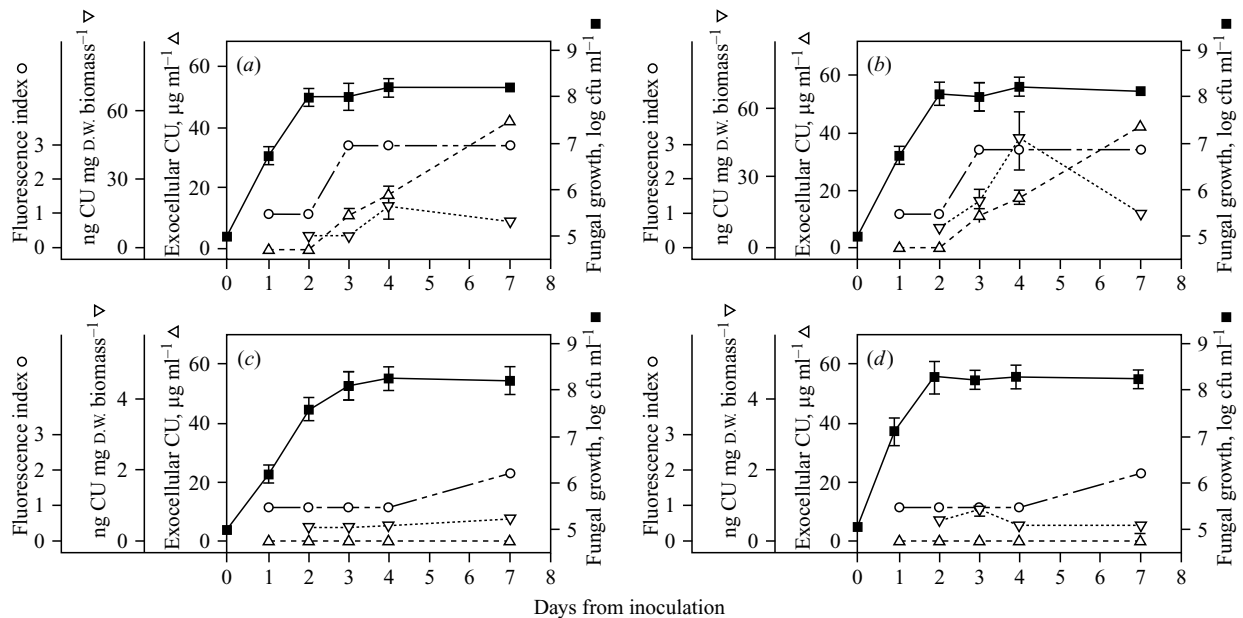 Fluorescence index ○
ng CU mg D.W. biomass⁻¹ ▽
Exocellular CU, µg ml⁻¹ △
Fungal growth, log cfu ml⁻¹ ■
(a)
3
2
1
0
60
30
0
60
40
20
0
9
8
7
6
5
0 1 2 3 4 5 6 7 8
Fluorescence index ○
ng CU mg D.W. biomass⁻¹ ▽
Exocellular CU, µg ml⁻¹ △
Fungal growth, log cfu ml⁻¹ ■
(b)
3
2
1
0
60
30
0
60
40
20
0
9
8
7
6
5
0 1 2 3 4 5 6 7 8
Fluorescence index ○
ng CU mg D.W. biomass⁻¹ ▽
Exocellular CU, µg ml⁻¹ △
Fungal growth, log cfu ml⁻¹ ■
(c)
3
2
1
0
4
2
0
60
40
20
0
9
8
7
6
5
0 1 2 3 4 5 6 7 8
Fluorescence index ○
ng CU mg D.W. biomass⁻¹ ▽
Exocellular CU, µg ml⁻¹ △
Fungal growth, log cfu ml⁻¹ ■
(d)
3
2
1
0
4
2
0
60
40
20
0
9
8
7
6
5
0 1 2 3 4 5 6 7 8
Days from inoculation